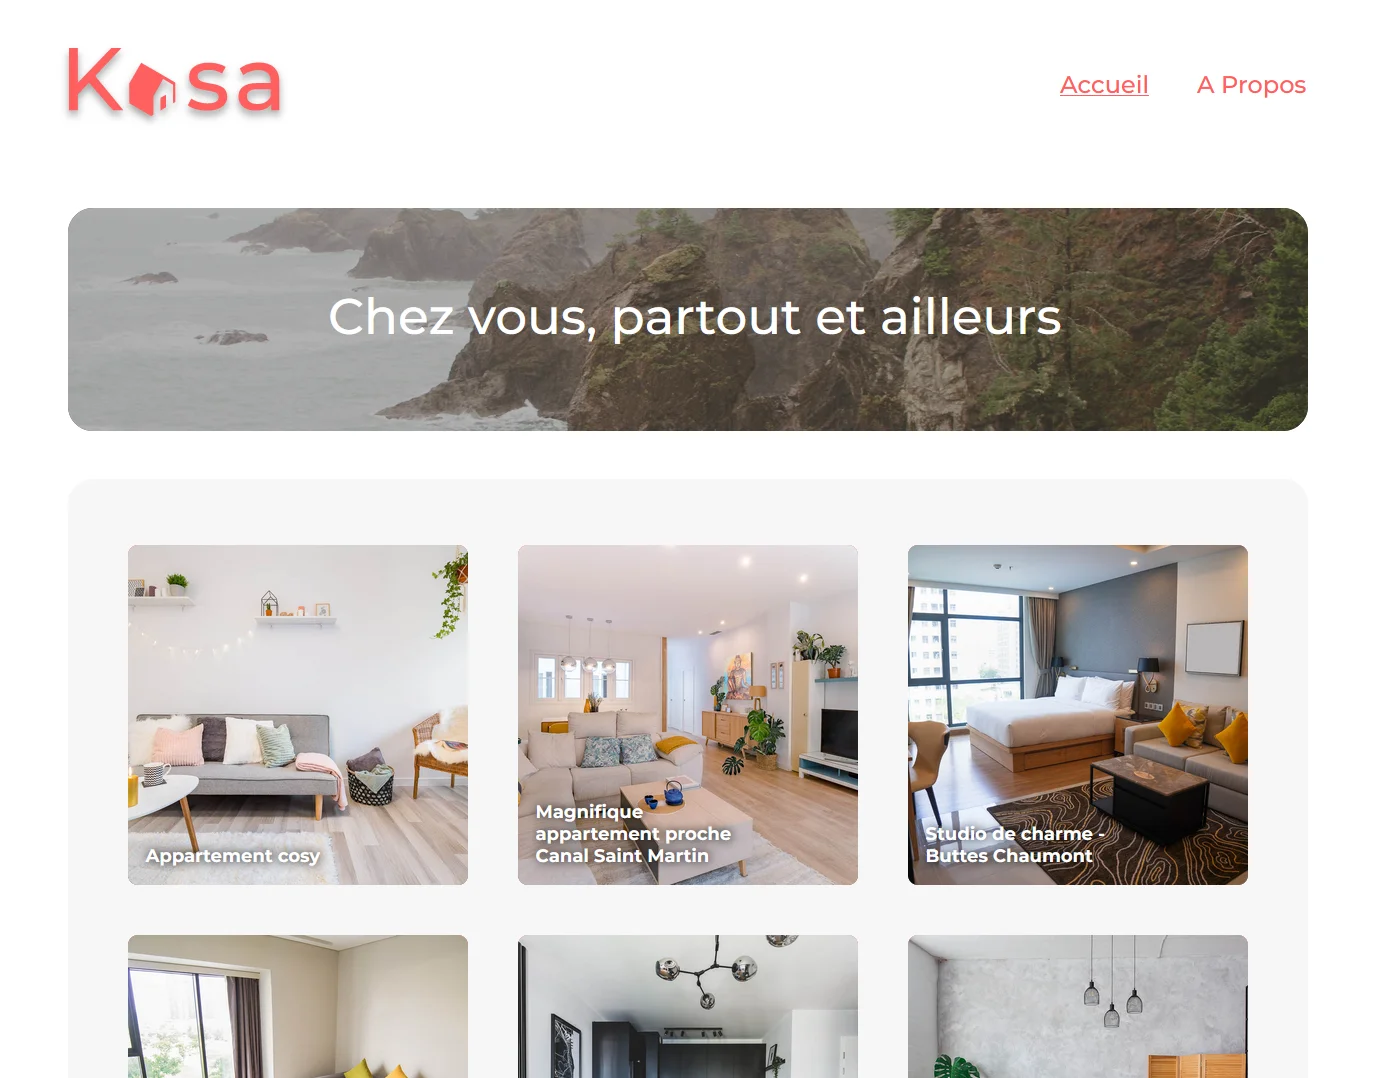 Kasa
Accueil
A Propos
Chez vous, partout et ailleurs
Appartement cosy
Magnifique
appartement proche
Canal Saint Martin
Studio de charme -
Buttes Chaumont